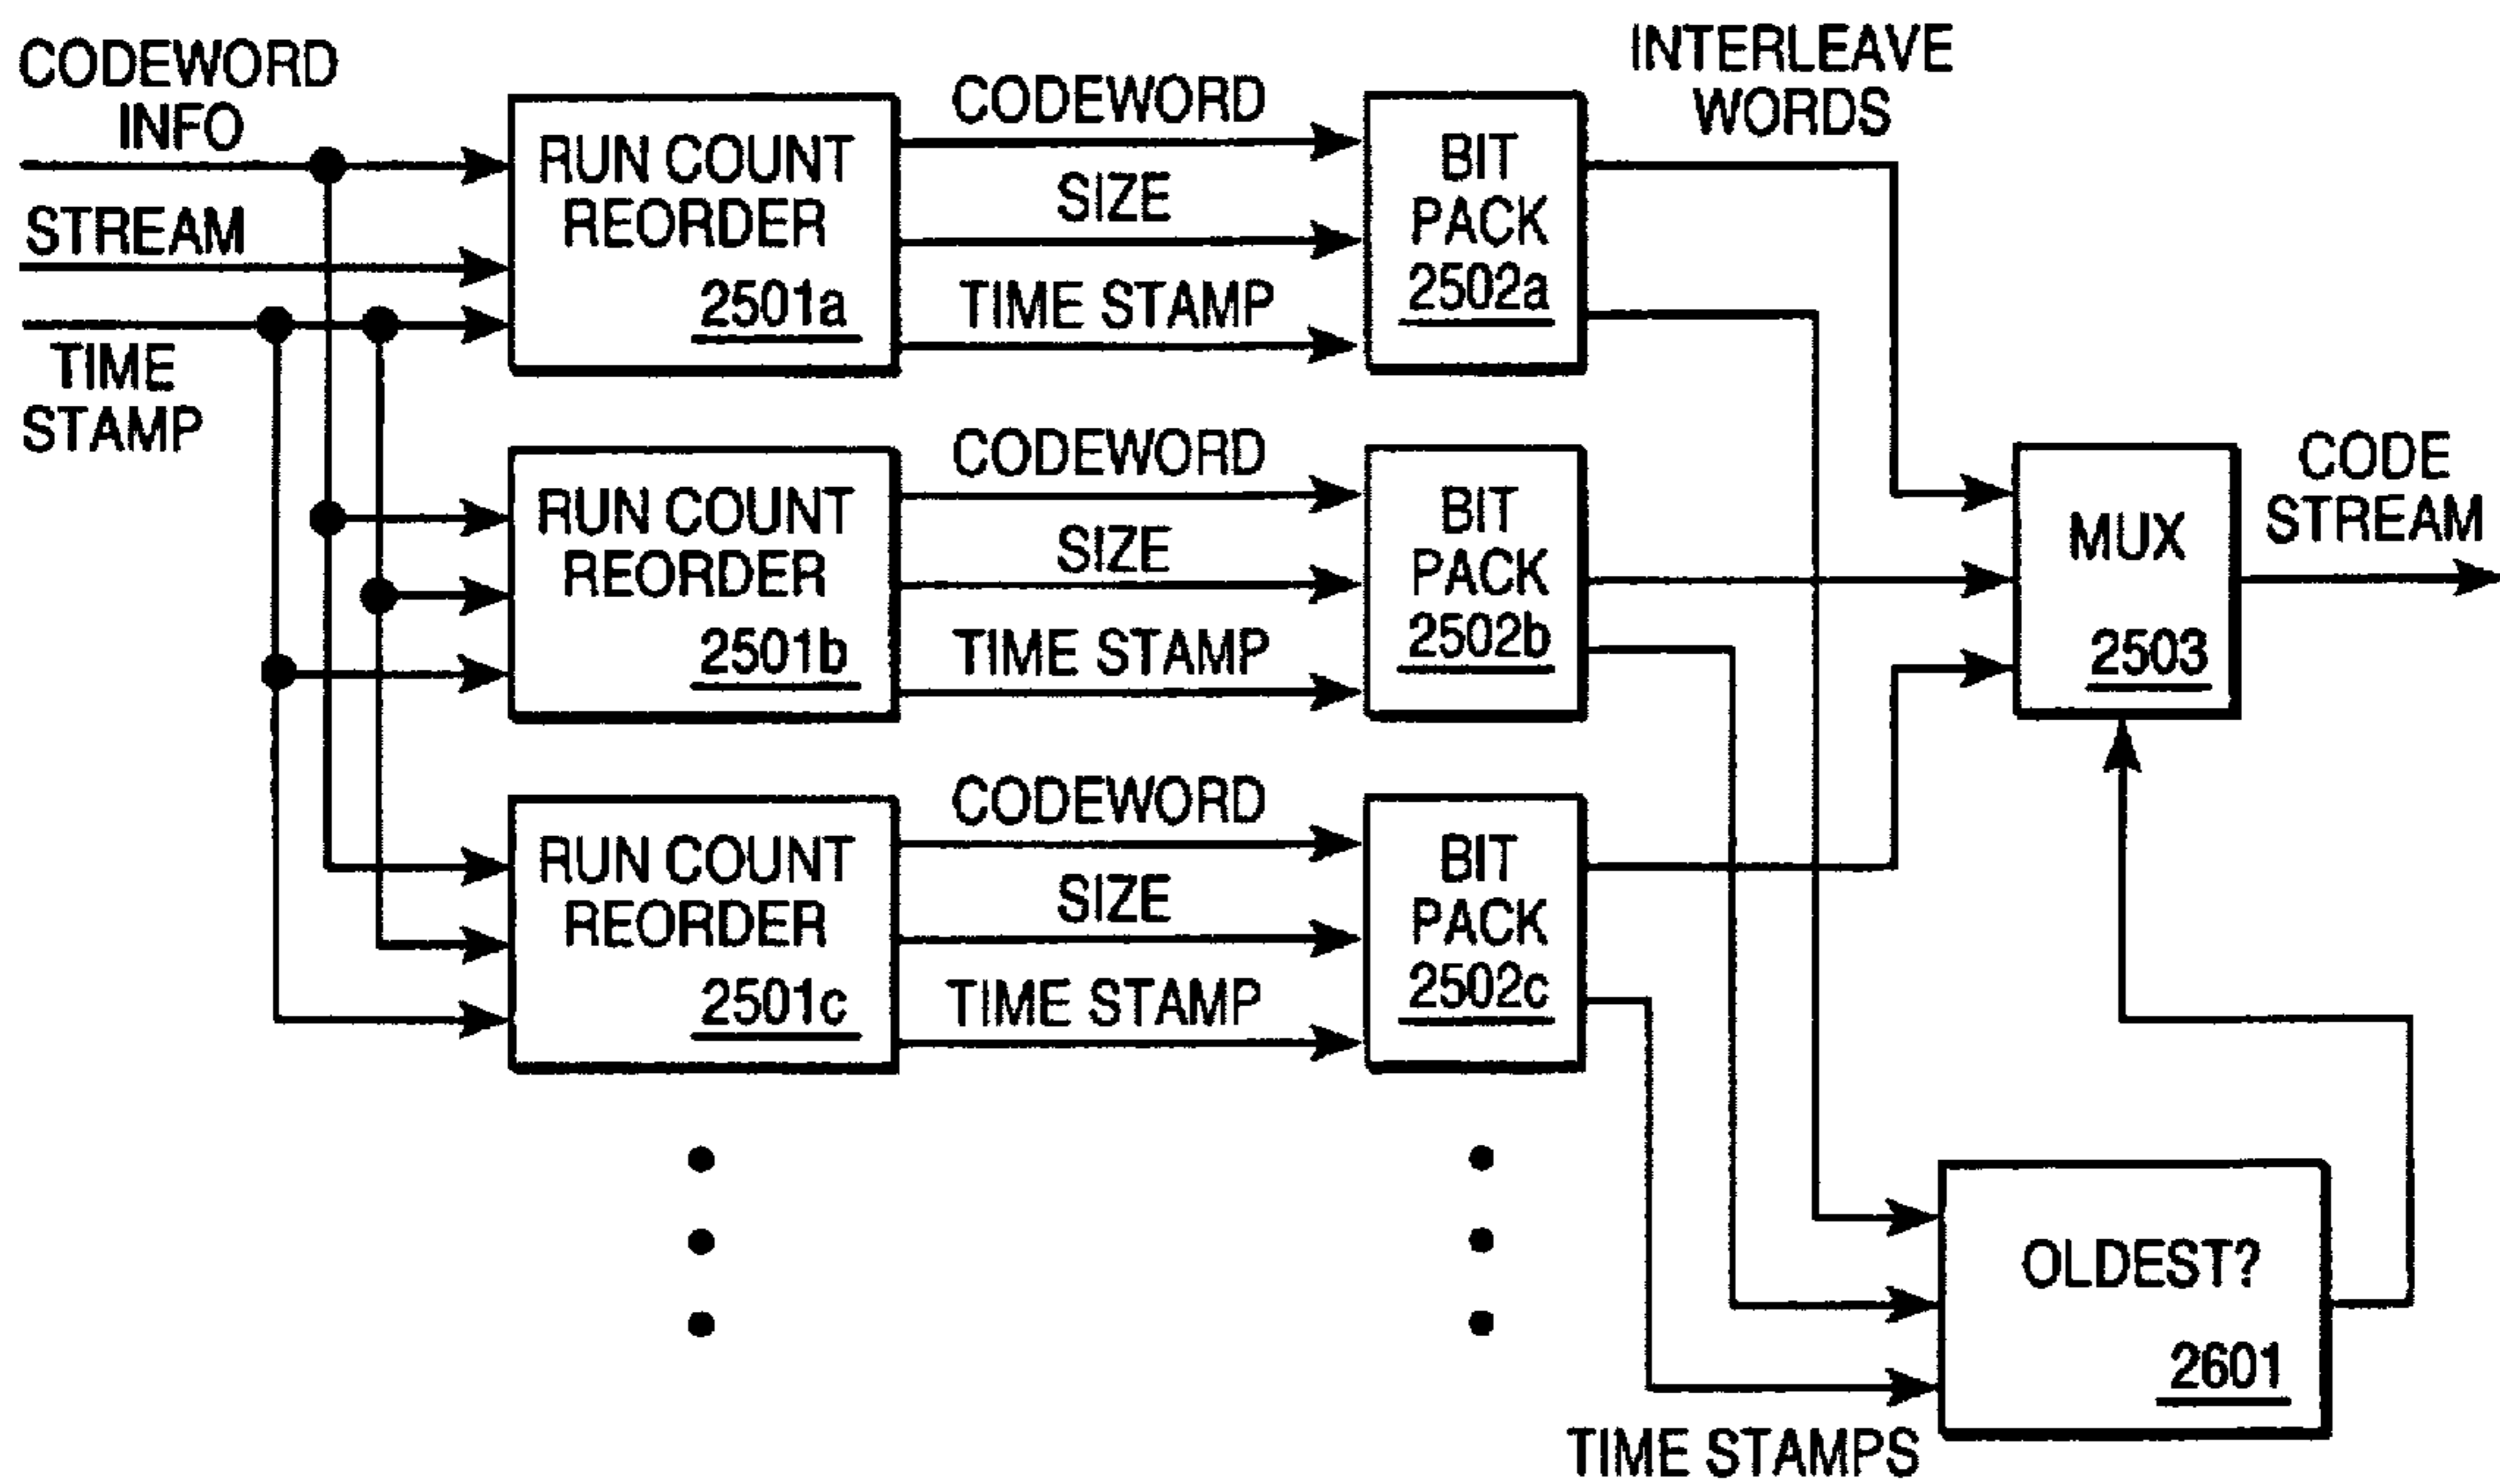 CODEWORD
INFO
STREAM
TIME
STAMP
RUN COUNT
REORDER
2501a
CODEWORD
SIZE
TIME STAMP
BIT
PACK
2502a
INTERLEAVE
WORDS
RUN COUNT
REORDER
2501b
CODEWORD
SIZE
TIME STAMP
BIT
PACK
2502b
MUX
2503
CODE
STREAM
RUN COUNT
REORDER
2501c
CODEWORD
SIZE
TIME STAMP
BIT
PACK
2502c
OLDEST?
2601
TIME STAMPS